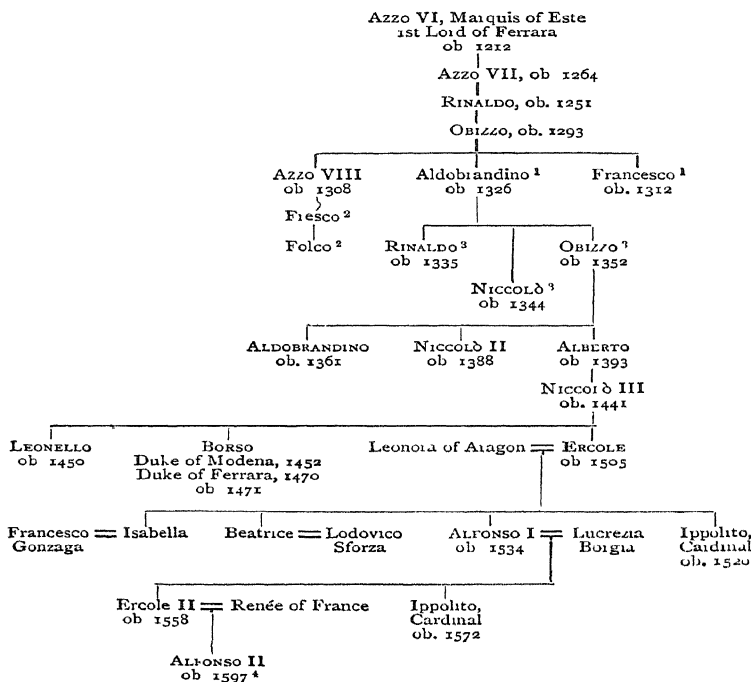 Azzo VI, Marquis of Este
1st Lord of Ferrara
ob 1212
Azzo VII, ob 1264
RINALDO, ob. 1251
OBIZZO, ob. 1293
Azzo VIII
ob 1308
Aldobrandino 1
ob 1326
Francesco 1
ob. 1312
Fresco 2
Folco 2
RINALDO 3
ob 1335
OBIZZO 3
ob 1352
NICCOLÒ 3
ob 1344
ALDOBRANDINO
ob. 1361
NICCOLÒ II
ob 1388
ALBERTO
ob 1393
NICCOLÒ III
ob. 1441
LEONELLO
ob 1450
BORSO
Duke of Modena, 1452
Duke of Ferrara, 1470
ob 1471
Leonora of Aragon = ERCOLE
ob 1505
Francesco = Isabella
Gonzaga
Beatrice = Lodovico
Sforza
ALFONSO I = Lucrezia
ob 1534 Borgia
Ippolito,
Cardinal
ob. 1520
Ercole II = Renée of France
ob 1558
Ippolito,
Cardinal
ob. 1572
ALFONSO II
ob 1597 4